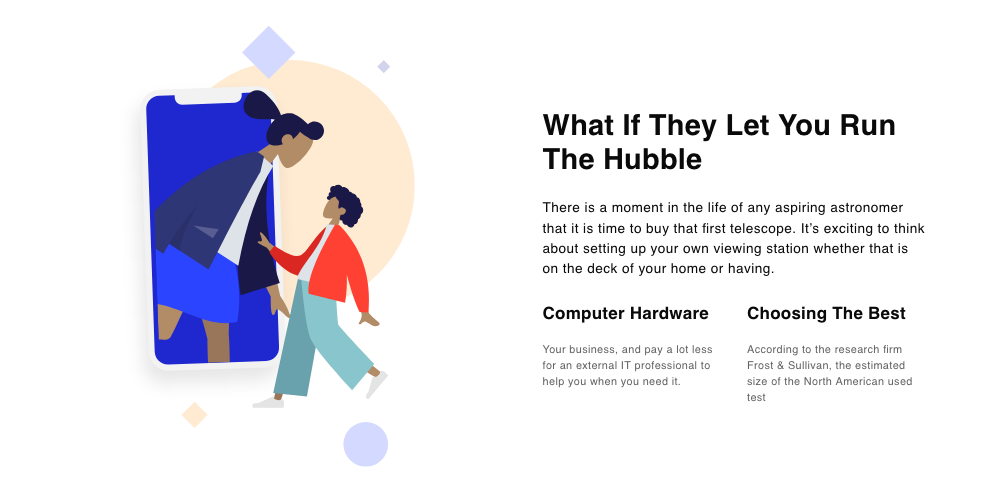 What If They Let You Run
The Hubble
There is a moment in the life of any aspiring astronomer
that it is time to buy that first telescope. It’s exciting to think
about setting up your own viewing station whether that is
on the deck of your home or having.
Computer Hardware
Your business, and pay a lot less
for an external IT professional to
help you when you need it.
Choosing The Best
According to the research firm
Frost & Sullivan, the estimated
size of the North American used
test